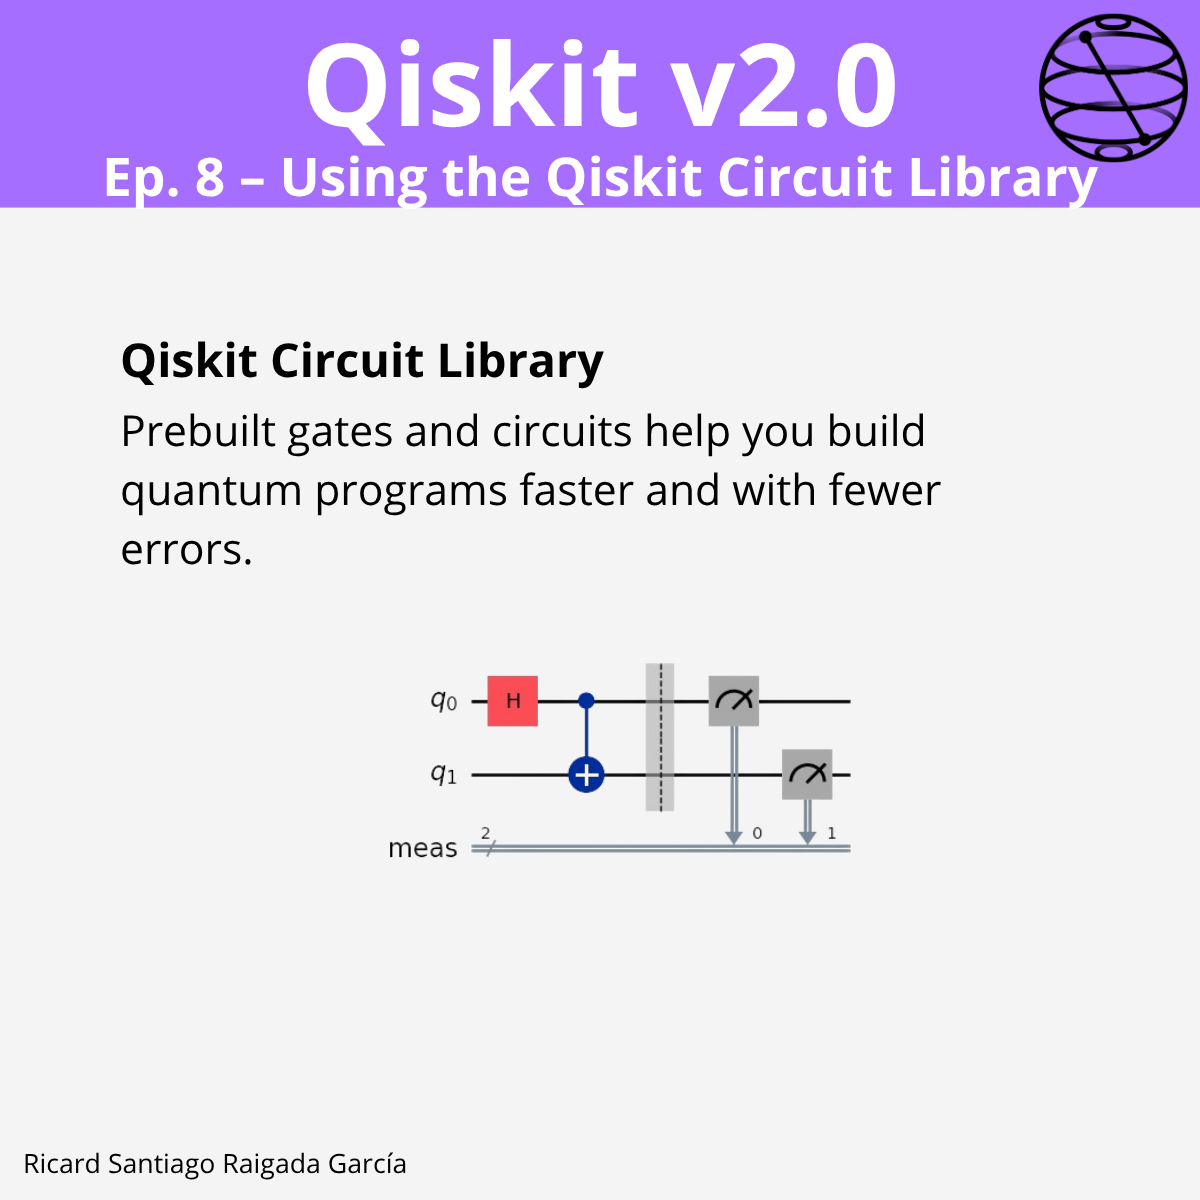 Qiskit v2.0
Ep. 8 – Using the Qiskit Circuit Library
Qiskit Circuit Library
Prebuilt gates and circuits help you build
quantum programs faster and with fewer
errors.
q0 H
q1
meas 2 0 1
Ricard Santiago Raigada García